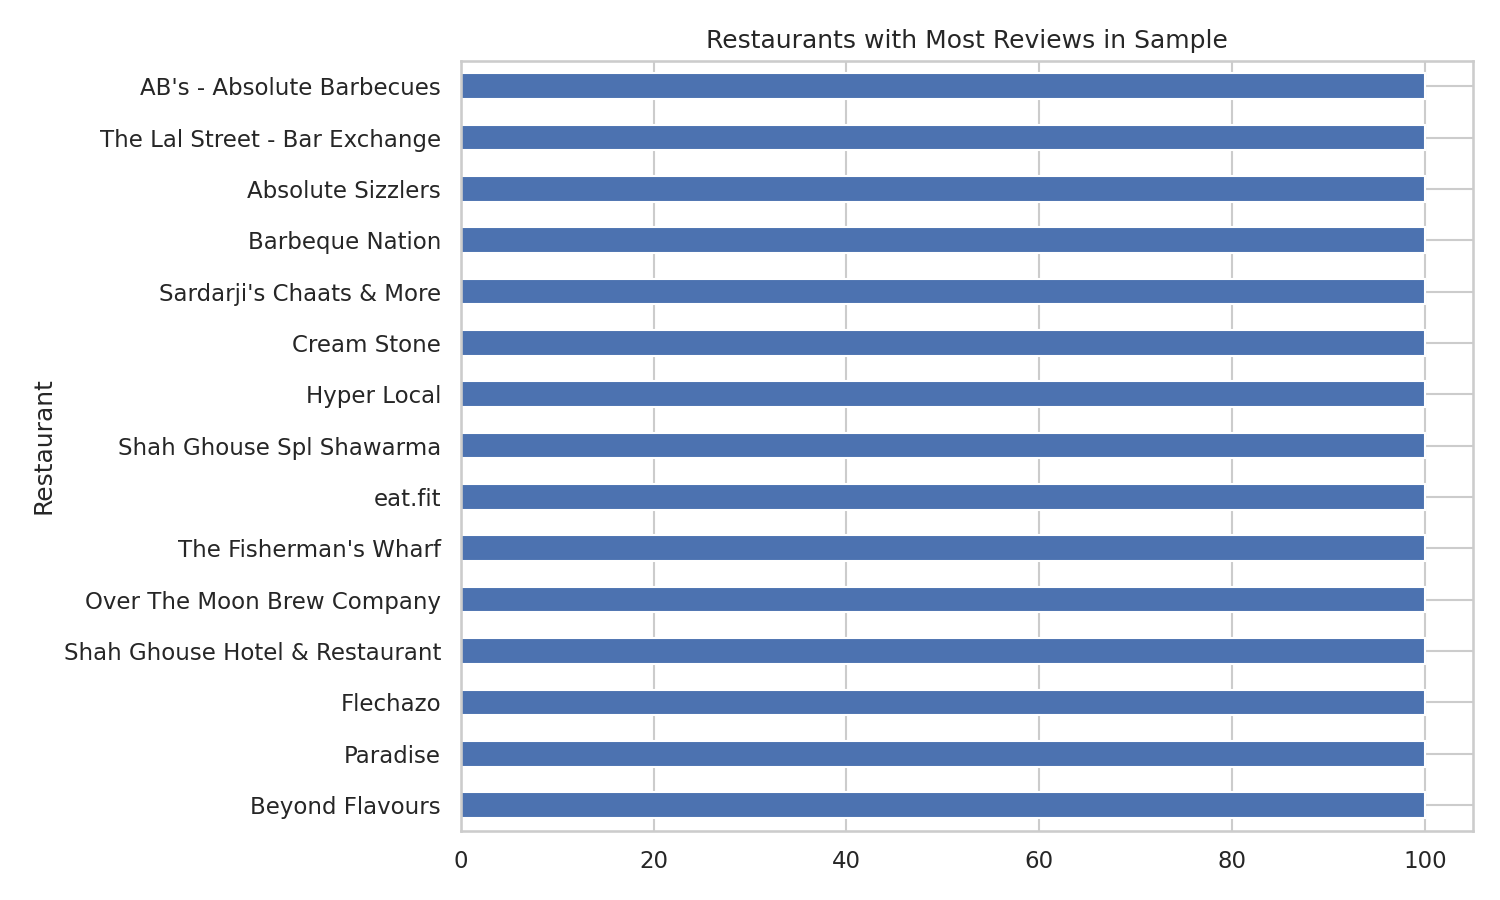 Restaurants with Most Reviews in Sample
AB's - Absolute Barbecues
The Lal Street - Bar Exchange
Absolute Sizzlers
Barbeque Nation
Sardarji's Chaats & More
Cream Stone
Hyper Local
Shah Ghouse Spl Shawarma
eat.fit
The Fisherman's Wharf
Over The Moon Brew Company
Shah Ghouse Hotel & Restaurant
Flechazo
Paradise
Beyond Flavours
Restaurant
0 20 40 60 80 100